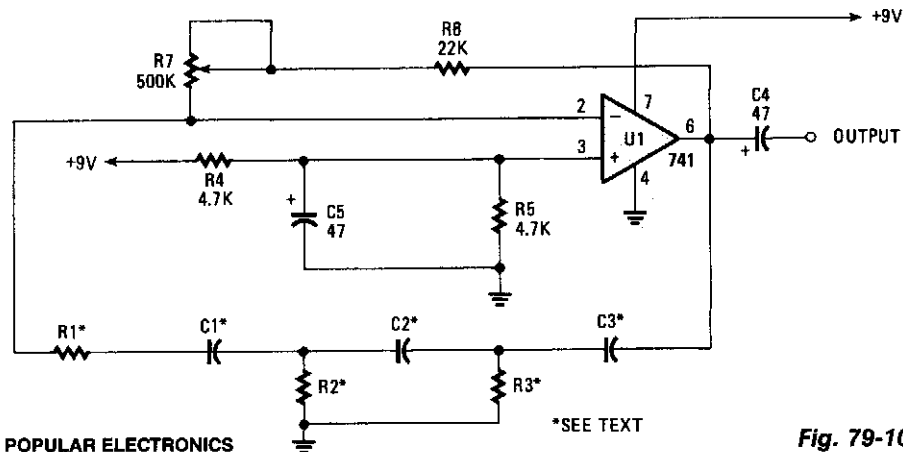 +9V
R8
22K
R7
500K
2
7
C4
47
6
U1
OUTPUT
3
741
+9V
R4
4.7K
4
+
C5
47
R5
4.7K
R1*
C1*
C2*
C3*
R2*
R3*
*SEE TEXT
POPULAR ELECTRONICS
Fig. 79-10